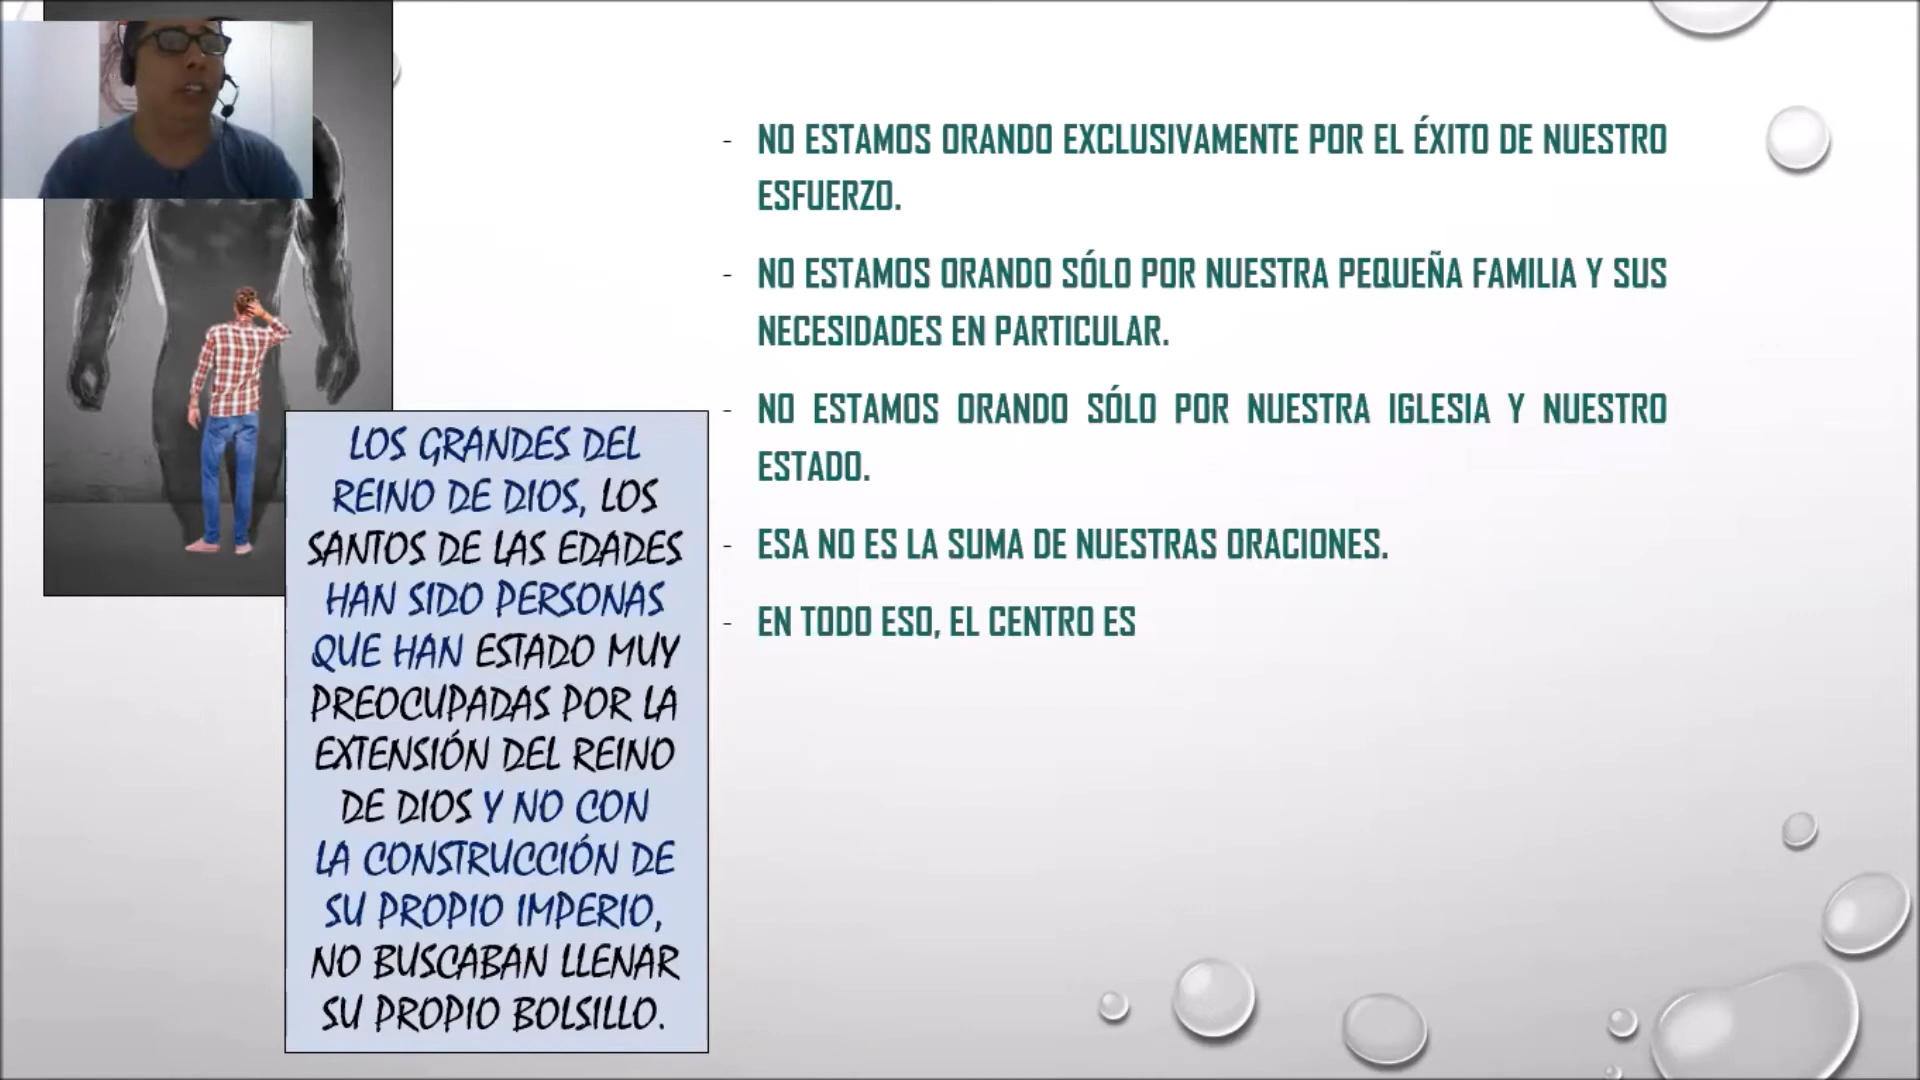 - NO ESTAMOS ORANDO EXCLUSIVAMENTE POR EL ÉXITO DE NUESTRO
ESFUERZO.
- NO ESTAMOS ORANDO SÓLO POR NUESTRA PEQUEÑA FAMILIA Y SUS
NECESIDADES EN PARTICULAR.
- NO ESTAMOS ORANDO SÓLO POR NUESTRA IGLESIA Y NUESTRO
ESTADO.
- ESA NO ES LA SUMA DE NUESTRAS ORACIONES.
- EN TODO ESO, EL CENTRO ES
LOS GRANDES DEL
REINO DE DIOS, LOS
SANTOS DE LAS EDADES
HAN SIDO PERSONAS
QUE HAN ESTADO MUY
PREOCUPADAS POR LA
EXTENSIÓN DEL REINO
DE DIOS Y NO CON
LA CONSTRUCCIÓN DE
SU PROPIO IMPERIO,
NO BUSCABAN LLENAR
SU PROPIO BOLSILLO.